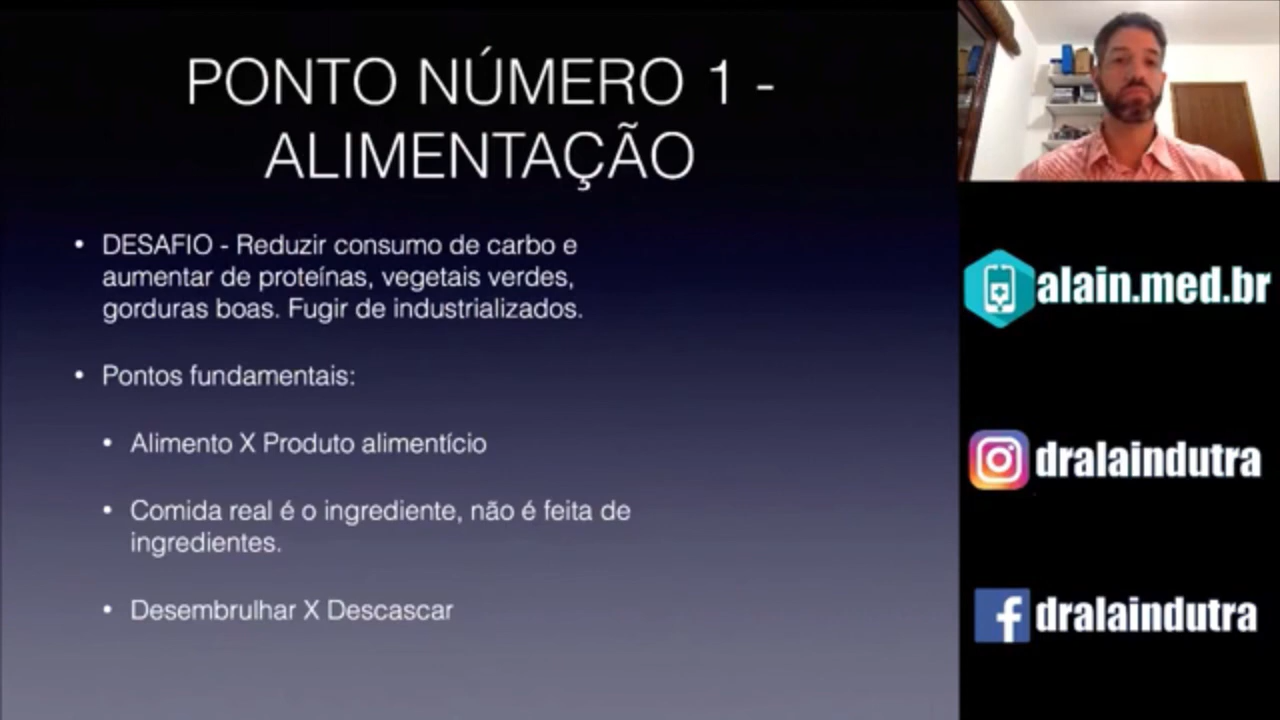 PONTO NÚMERO 1 -
ALIMENTAÇÃO
• DESAFIO - Reduzir consumo de carbo e
aumentar de proteínas, vegetais verdes,
gorduras boas. Fugir de industrializados.
• Pontos fundamentais:
• Alimento X Produto alimentício
• Comida real é o ingrediente, não é feita de
ingredientes.
• Desembrulhar X Descascar
alain.med.br
dralaindutra
dralaindutra